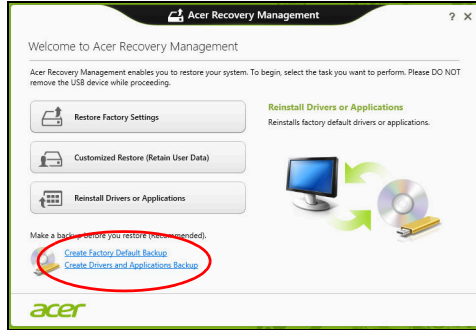 Acer Recovery Management
? X
Welcome to Acer Recovery Management
Acer Recovery Management enables you to restore your system. To begin, select the task you want to perform. Please DO NOT
remove the USB device while proceeding.
Restore Factory Settings
Customized Restore (Retain User Data)
Reinstall Drivers or Applications
Reinstall Drivers or Applications
Reinstalls factory default drivers or applications.
Make a backup before you restore (Recommended).
Create Factory Default Backup
Create Drivers and Applications Backup
acer